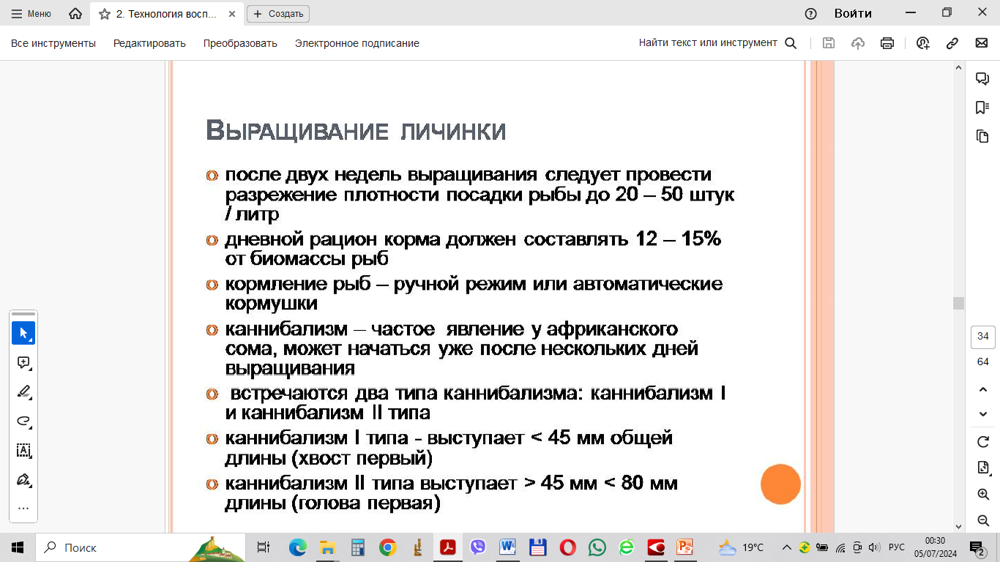 Меню
2. Технология восп...
Создать
Войти
Все инструменты
Редактировать
Преобразовать
Электронное подписание
Найти текст или инструмент
Выращивание личинки
после двух недель выращивания следует провести
разрежение плотности посадки рыбы до 20 – 50 штук
/ литр
дневной рацион корма должен составлять 12 – 15%
от биомассы рыб
кормление рыб – ручной режим или автоматические
кормушки
каннибализм – частое явление у африканского
сома, может начаться уже после нескольких дней
выращивания
встречаются два типа каннибализма: каннибализм I
и каннибализм II типа
каннибализм I типа - выступает < 45 мм общей
длины (хвост первый)
каннибализм II типа выступает > 45 мм < 80 мм
длины (голова первая)
34
64
Поиск
19°C
РУС
00:30
05/07/2024
2